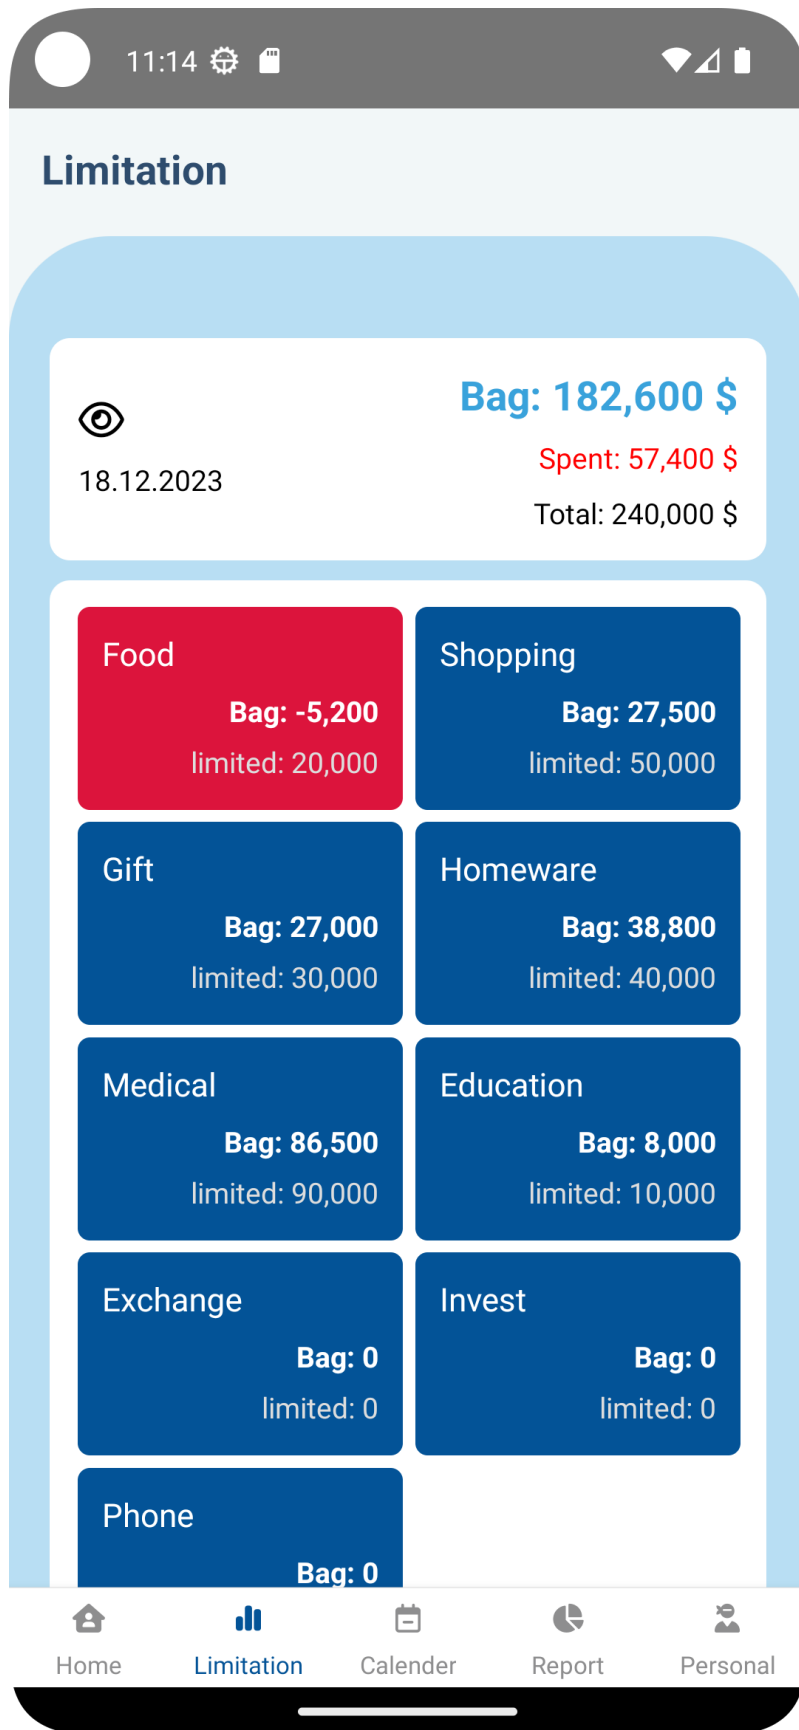 11:14
Limitation
Bag: 182,600 $
Spent: 57,400 $
18.12.2023
Total: 240,000 $
Food
Bag: -5,200
limited: 20,000
Shopping
Bag: 27,500
limited: 50,000
Gift
Bag: 27,000
limited: 30,000
Homeware
Bag: 38,800
limited: 40,000
Medical
Bag: 86,500
limited: 90,000
Education
Bag: 8,000
limited: 10,000
Exchange
Bag: 0
limited: 0
Invest
Bag: 0
limited: 0
Phone
Bag: 0
Home
Limitation
Calender
Report
Personal